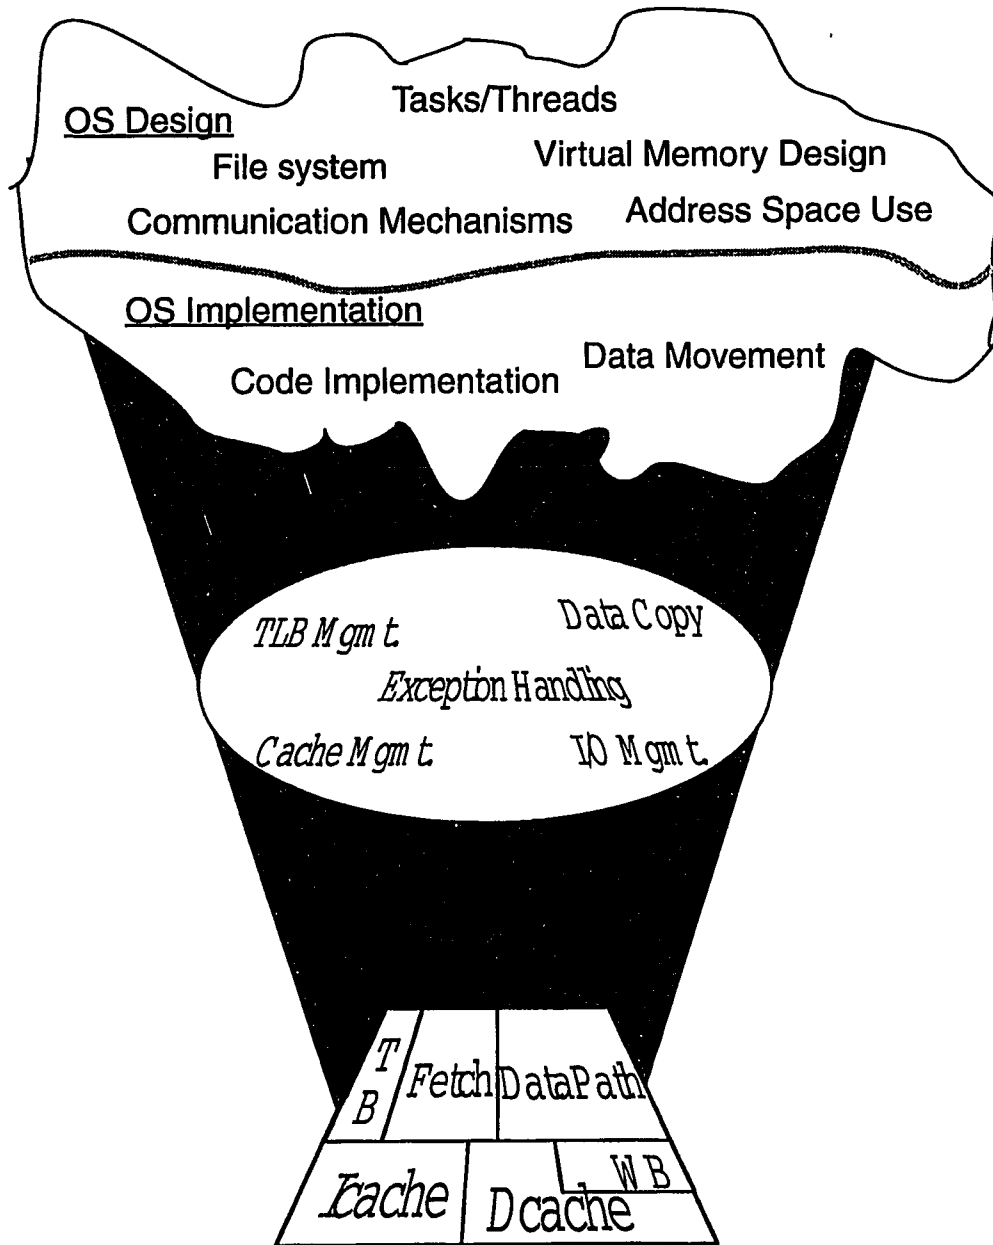 Tasks/Threads
OS Design
File system
Virtual Memory Design
Communication Mechanisms
Address Space Use
OS Implementation
Data Movement
Code Implementation
TLB Mgmt.
Data Copy
Exception Handling
Cache Mgmt.
I/O Mgmt.
T
B
Fetch
DataPath
Icache
Dcache
WB